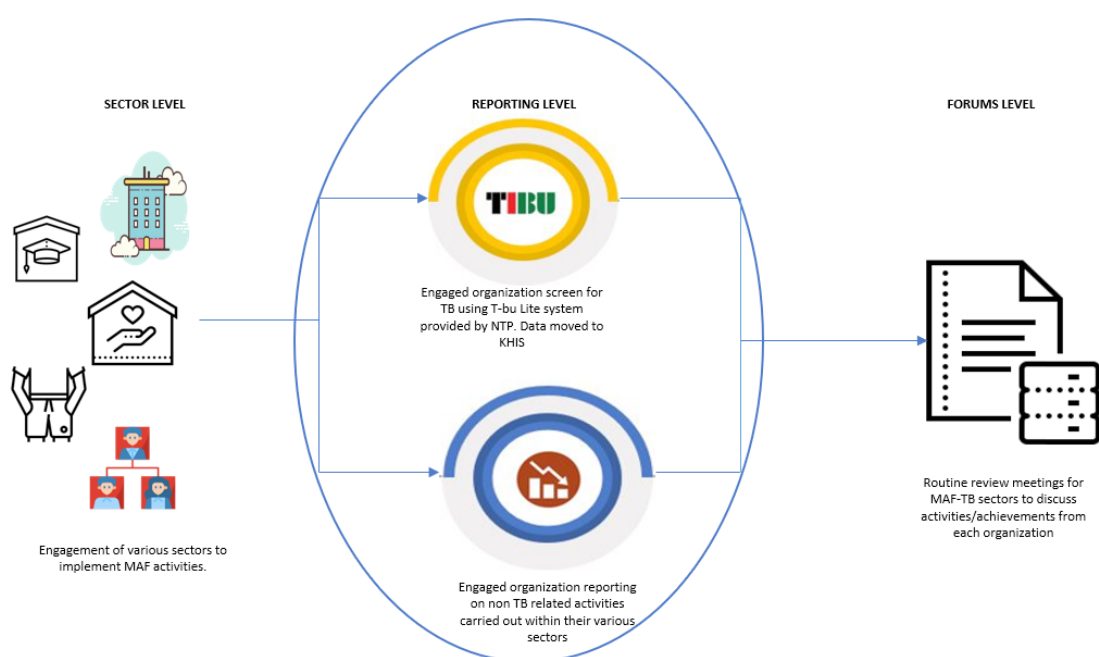 SECTOR LEVEL
REPORTING LEVEL
FORUMS LEVEL
TIBU
Engaged organization screen for
TB using T-bu Lite system
provided by NTP. Data moved to
KHIS
Engagement of various sectors to
implement MAF activities.
Engaged organization reporting
on non TB related activities
carried out within their various
sectors
Routine review meetings for
MAF-TB sectors to discuss
activities/achievements from
each organization